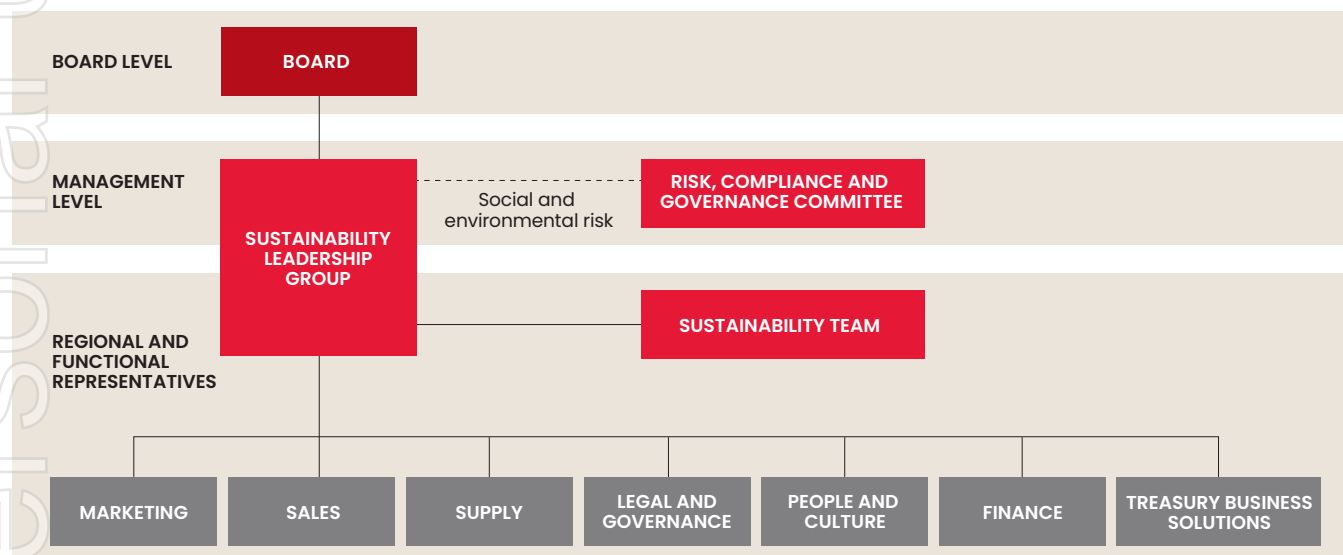 BOARD LEVEL
BOARD
MANAGEMENT
LEVEL
RISK, COMPLIANCE AND
GOVERNANCE COMMITTEE
Social and
environmental risk
SUSTAINABILITY
LEADERSHIP
GROUP
SUSTAINABILITY TEAM
REGIONAL AND
FUNCTIONAL
REPRESENTATIVES
MARKETING
SALES
SUPPLY
LEGAL AND
GOVERNANCE
PEOPLE AND
CULTURE
FINANCE
TREASURY BUSINESS
SOLUTIONS